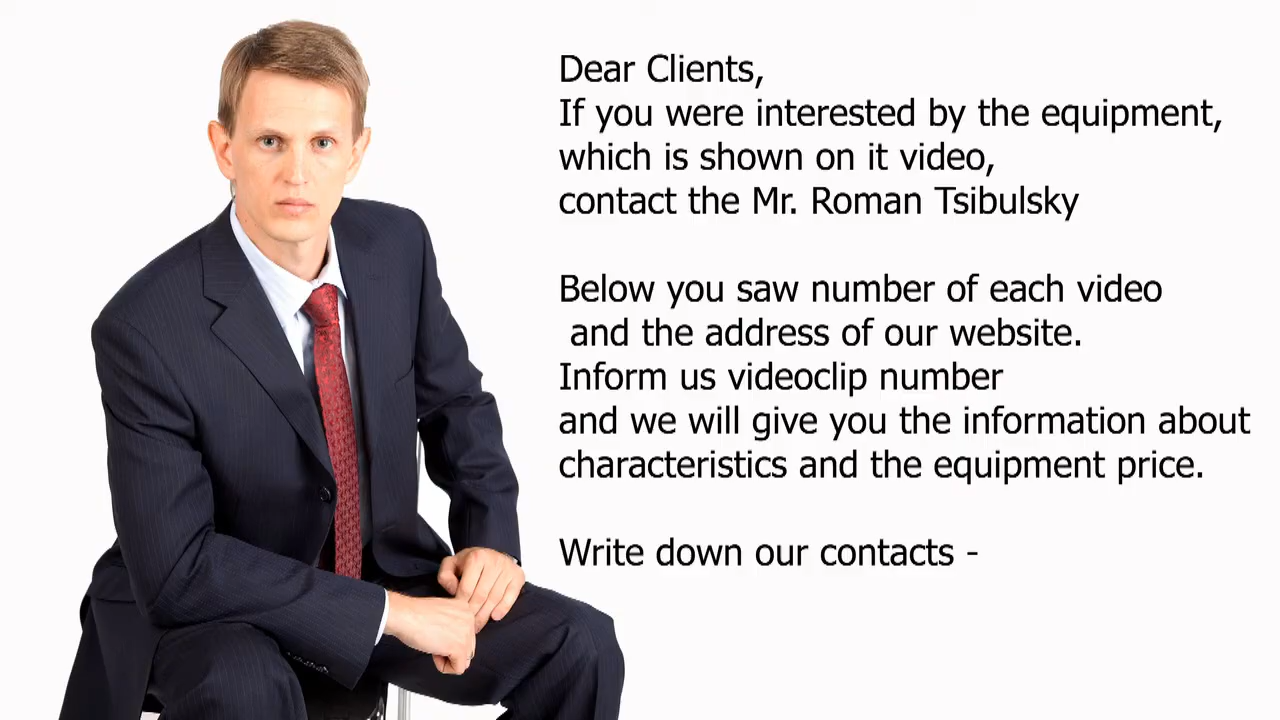 Dear Clients,
If you were interested by the equipment,
which is shown on it video,
contact the Mr. Roman Tsibulsky
Below you saw number of each video
and the address of our website.
Inform us videoclip number
and we will give you the information about
characteristics and the equipment price.
Write down our contacts -